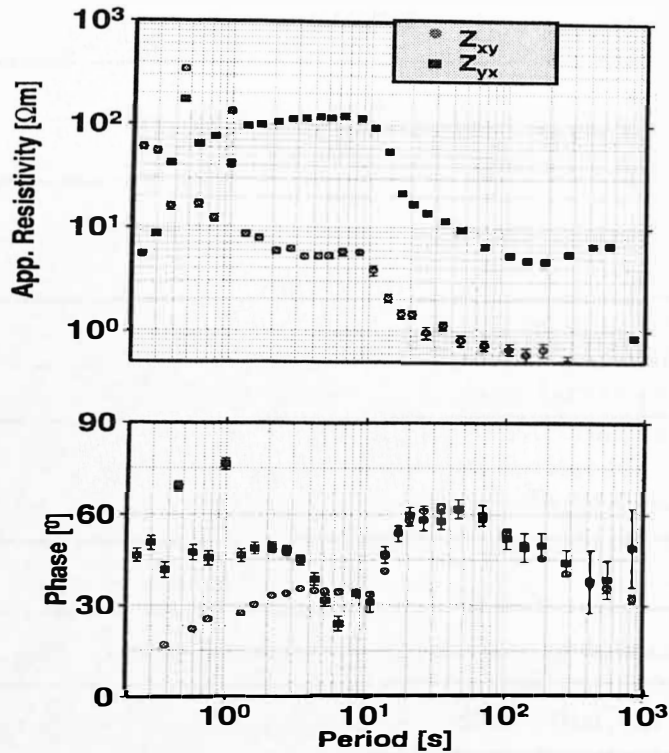 Z_xy
Z_yx
App. Resistivity [Ωm]
10³
10²
10¹
10⁰
Phase [⁰]
90
60
30
0
10⁰ 10¹ 10² 10³
Period [s]